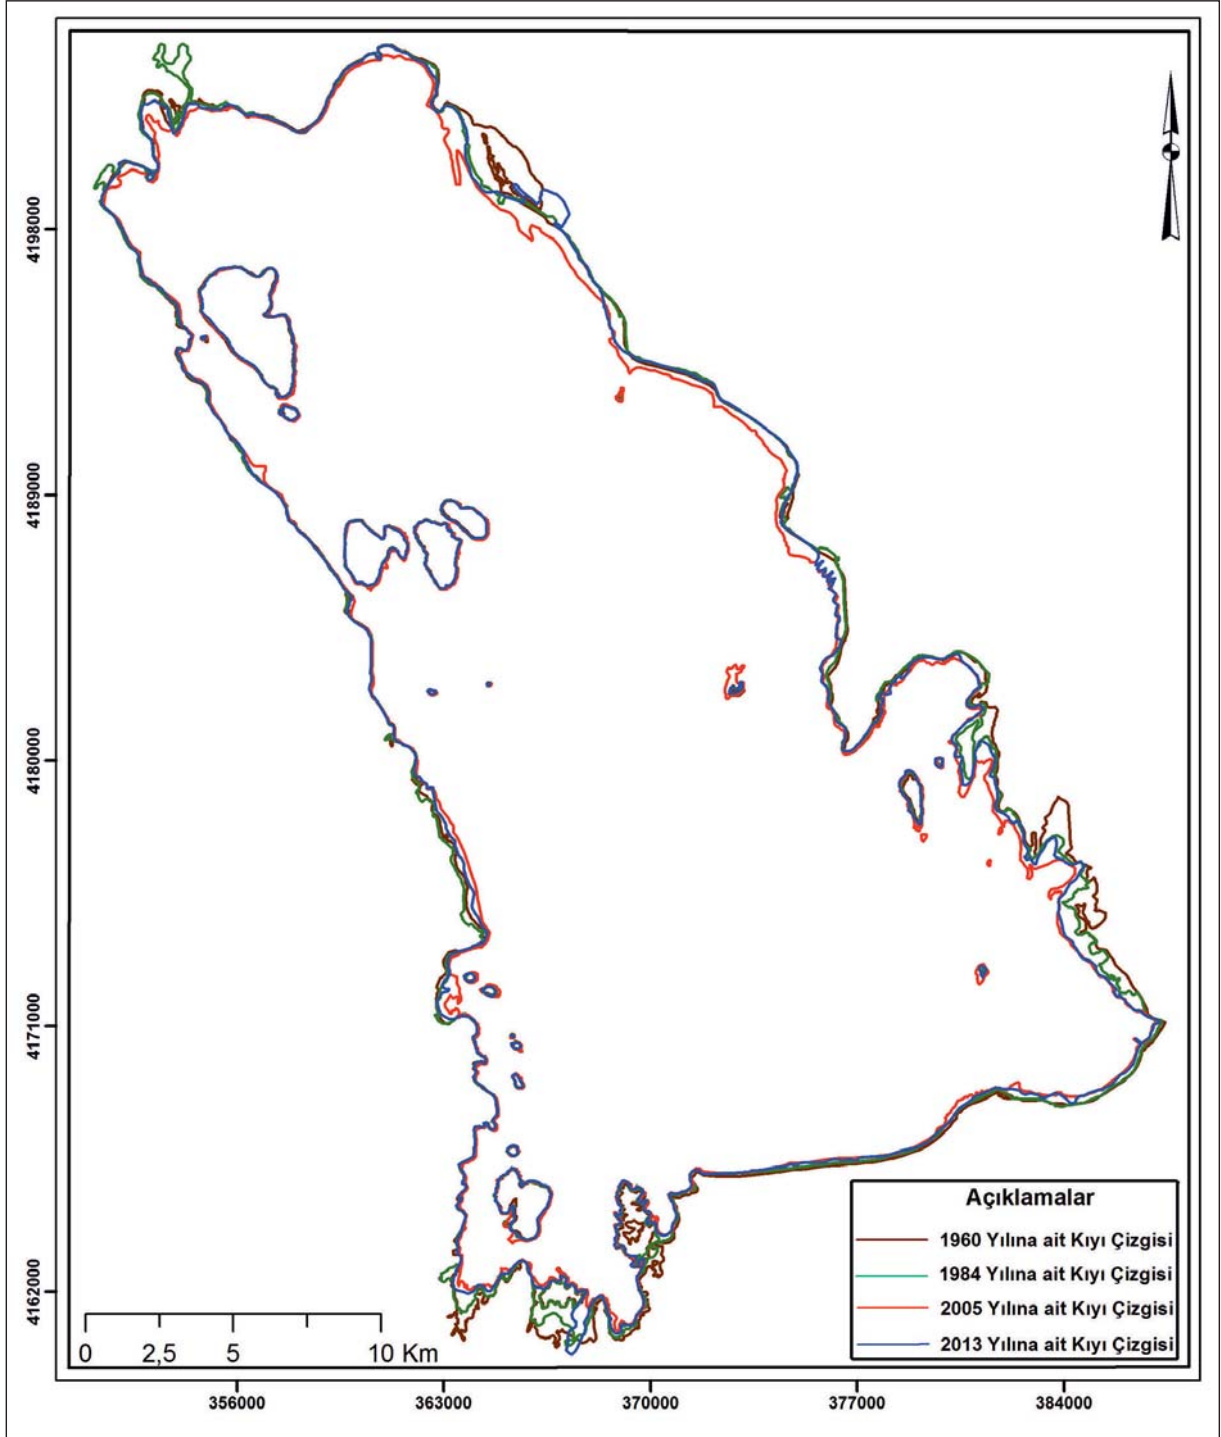 4198000
4189000
4180000
4171000
4162000
Açıklamalar
1960 Yılına ait Kıyı Çizgisi
1984 Yılına ait Kıyı Çizgisi
2005 Yılına ait Kıyı Çizgisi
2013 Yılına ait Kıyı Çizgisi
0 2,5 5 10 Km
356000 363000 370000 377000 384000